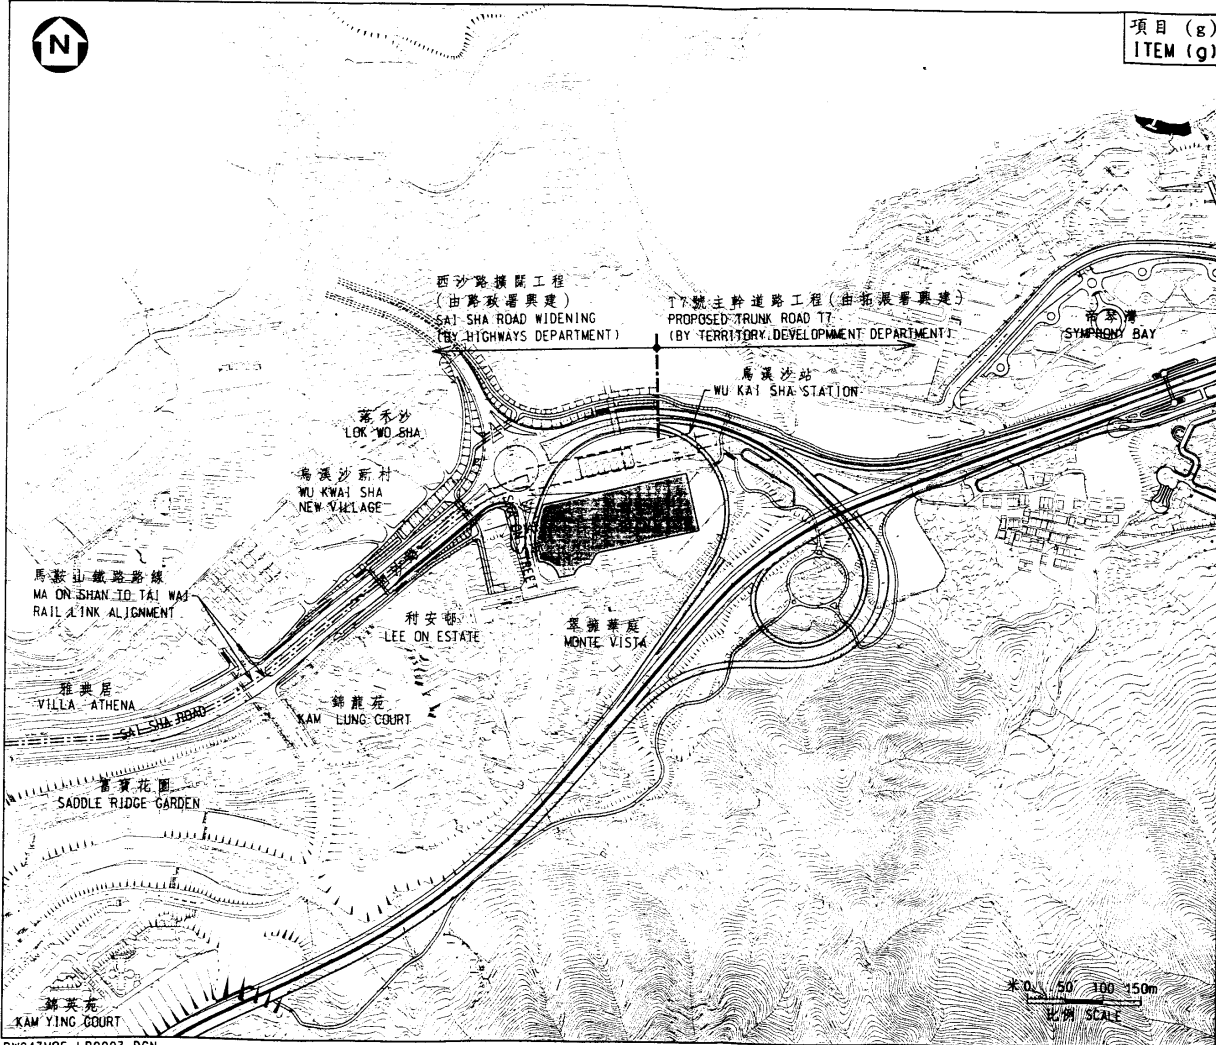 N
項目 (g)
ITEM (g)
西沙路擴闊工程
(由路政署興建)
SAI SHA ROAD WIDENING
(BY HIGHWAYS DEPARTMENT)
T7號主幹道路工程(由拓展署興建)
PROPOSED TRUNK ROAD T7
(BY TERRITORY DEVELOPMMENT DEPARTMENT)
帝琴灣
SYMPHONY BAY
烏溪沙站
WU KAI SHA STATION
落禾沙
LOK WO SHA
烏溪沙新村
WU KWAI SHA
NEW VILLAGE
馬鞍山鐵路路線
MA ON SHAN TO TAI WAI
RAIL LINK ALIGNMENT
STREET
利安邨
LEE ON ESTATE
翠擁華庭
MONTE VISTA
雅典居
VILLA ATHENA
SAI SHA ROAD
錦龍苑
KAM LUNG COURT
富寶花園
SADDLE RIDGE GARDEN
錦英苑
KAM YING COURT
米 0 50 100 150m
比例 SCALE